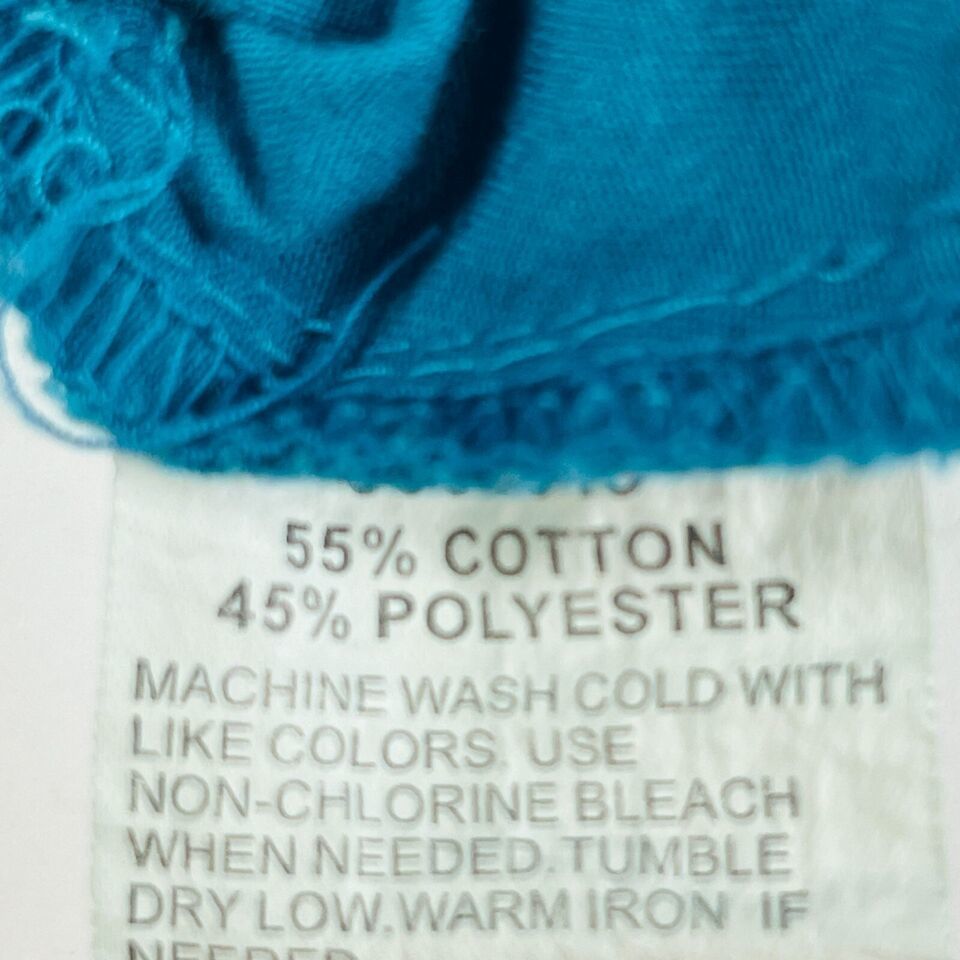 55% COTTON
45% POLYESTER
MACHINE WASH COLD WITH
LIKE COLORS. USE
NON-CHLORINE BLEACH
WHEN NEEDED.TUMBLE
DRY LOW.WARM IRON IF
NEEDED